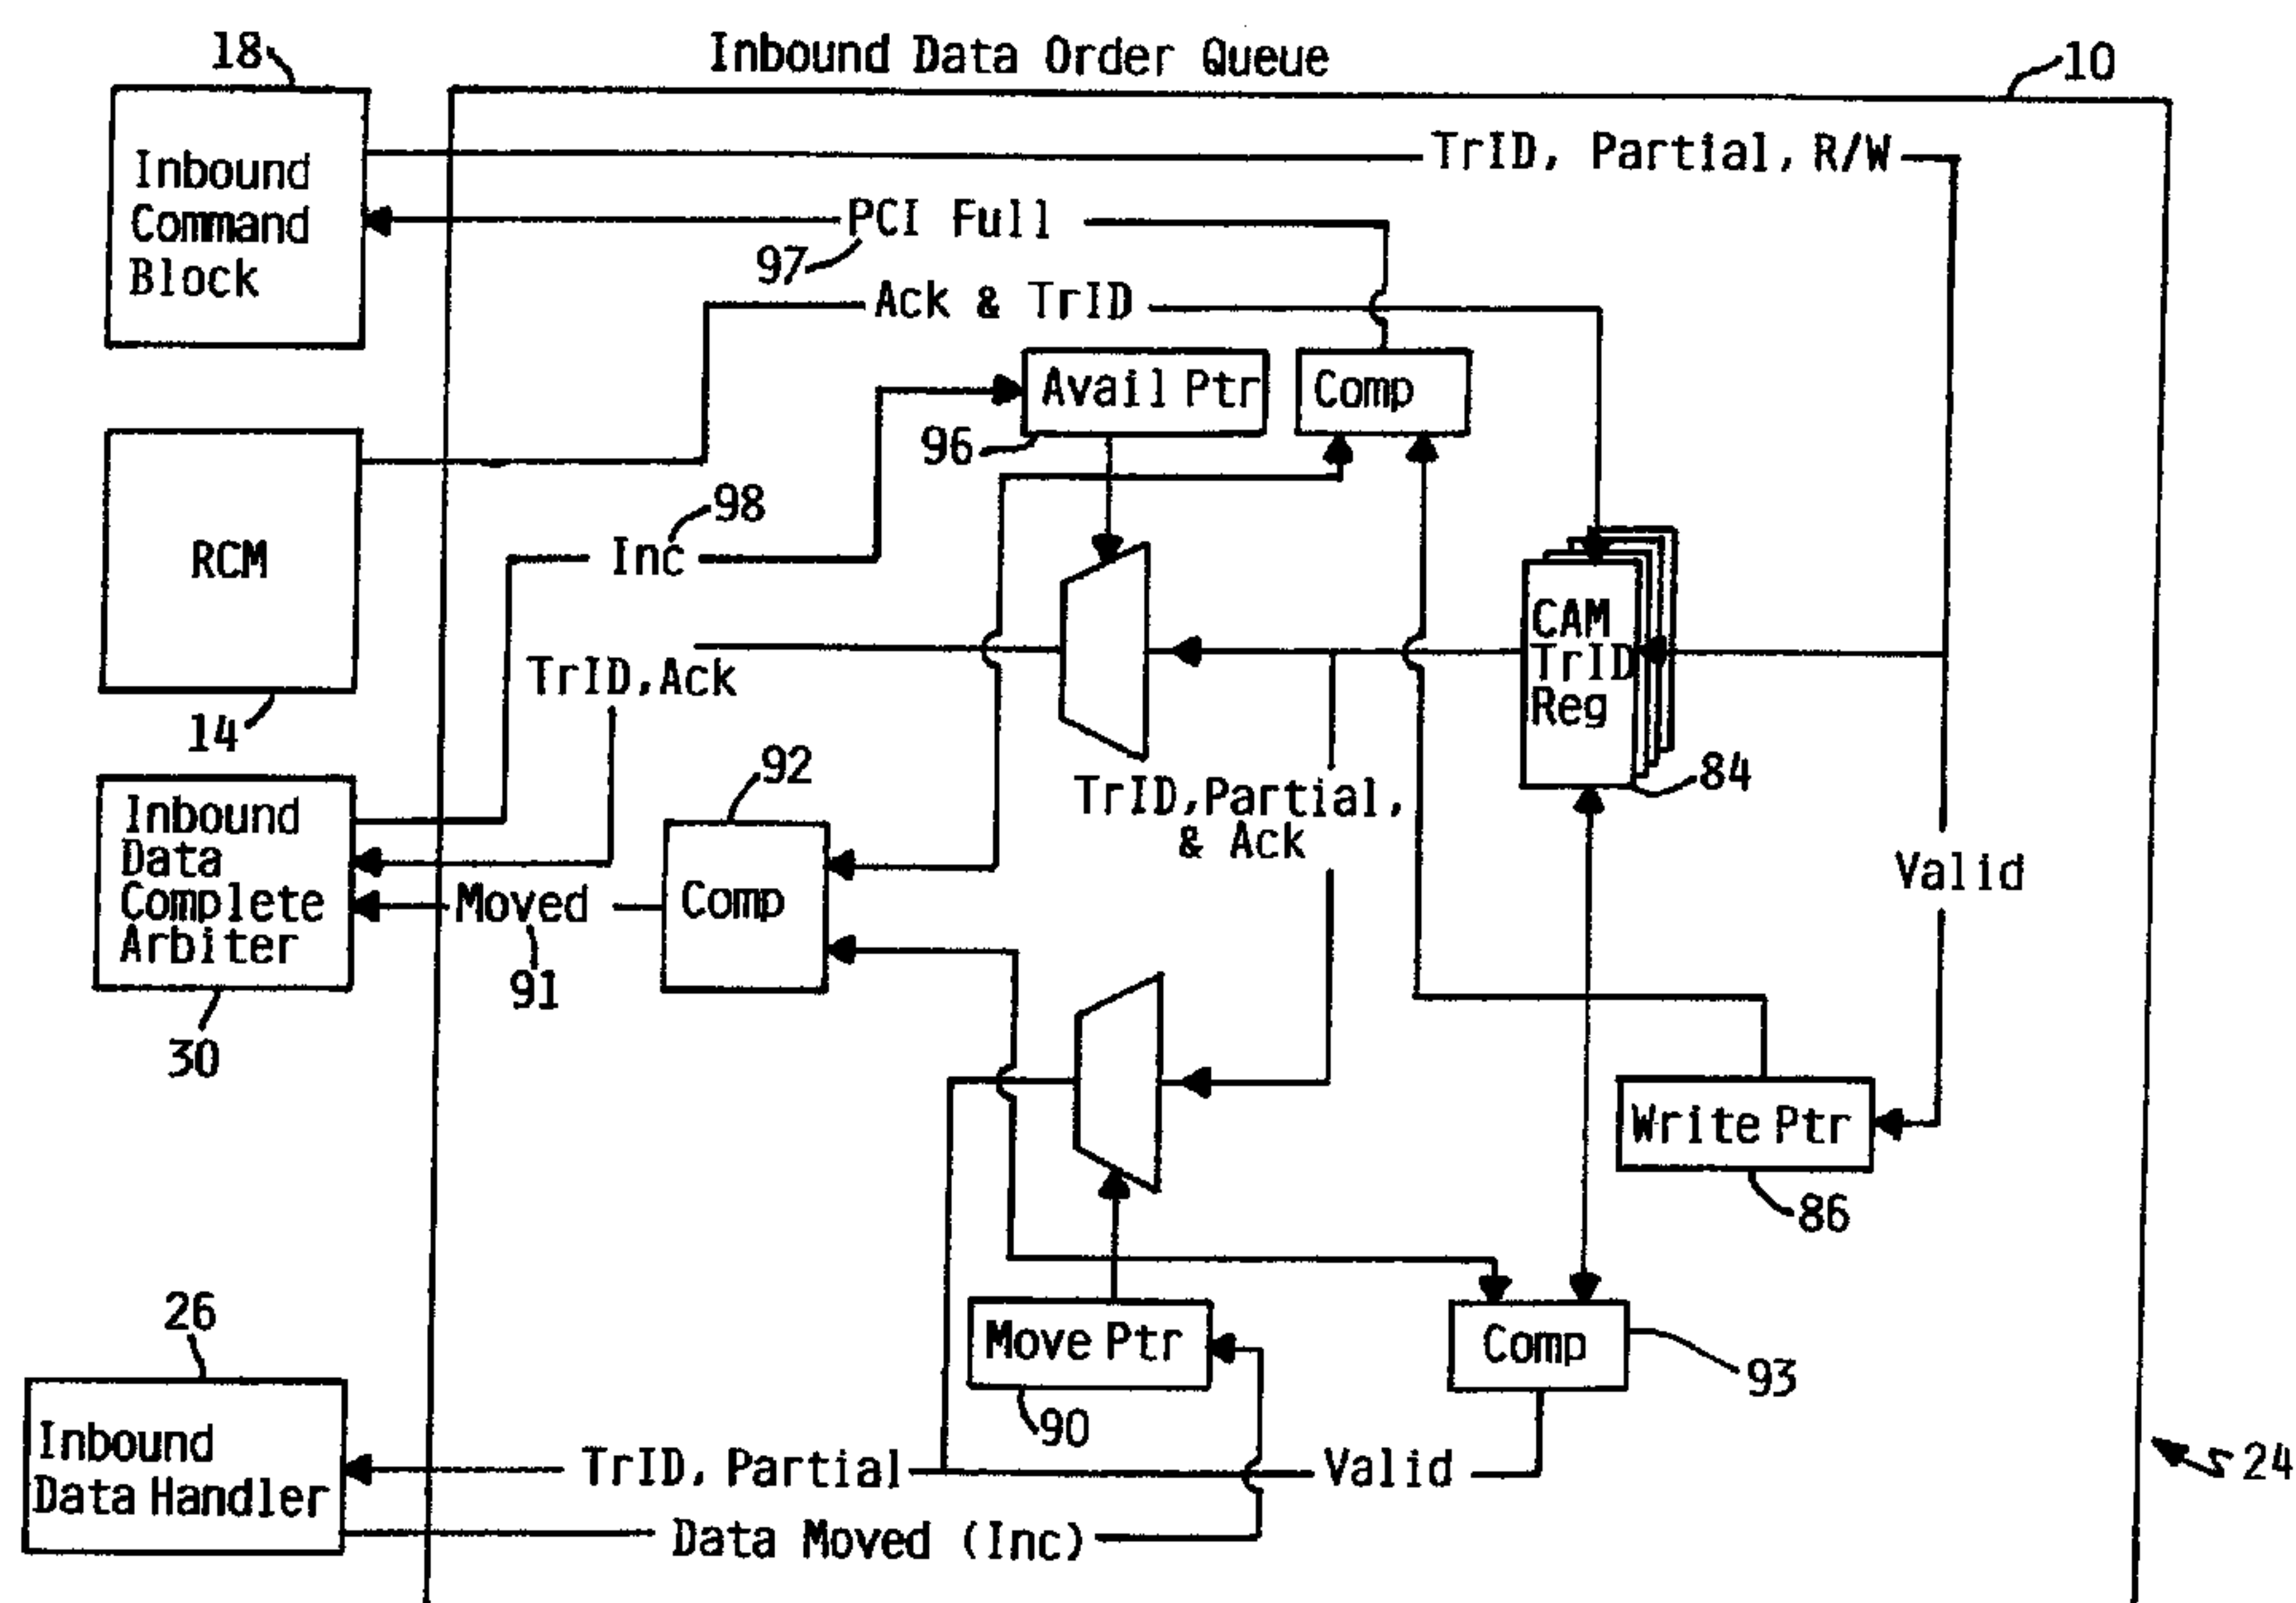 Inbound Data Order Queue
18
10
Inbound
Command
Block
TrID, Partial, R/W
PCI Full
97
Ack & TrID
Avail Ptr
Comp
96
RCM
14
98
Inc
CAM
TrID
Reg
84
TrID, Ack
92
Comp
TrID, Partial,
& Ack
Valid
Inbound
Data
Complete
Arbiter
30
Moved
91
Write Ptr
86
26
Inbound
Data Handler
Move Ptr
90
Comp
93
TrID, Partial
Valid
Data Moved (Inc)
24